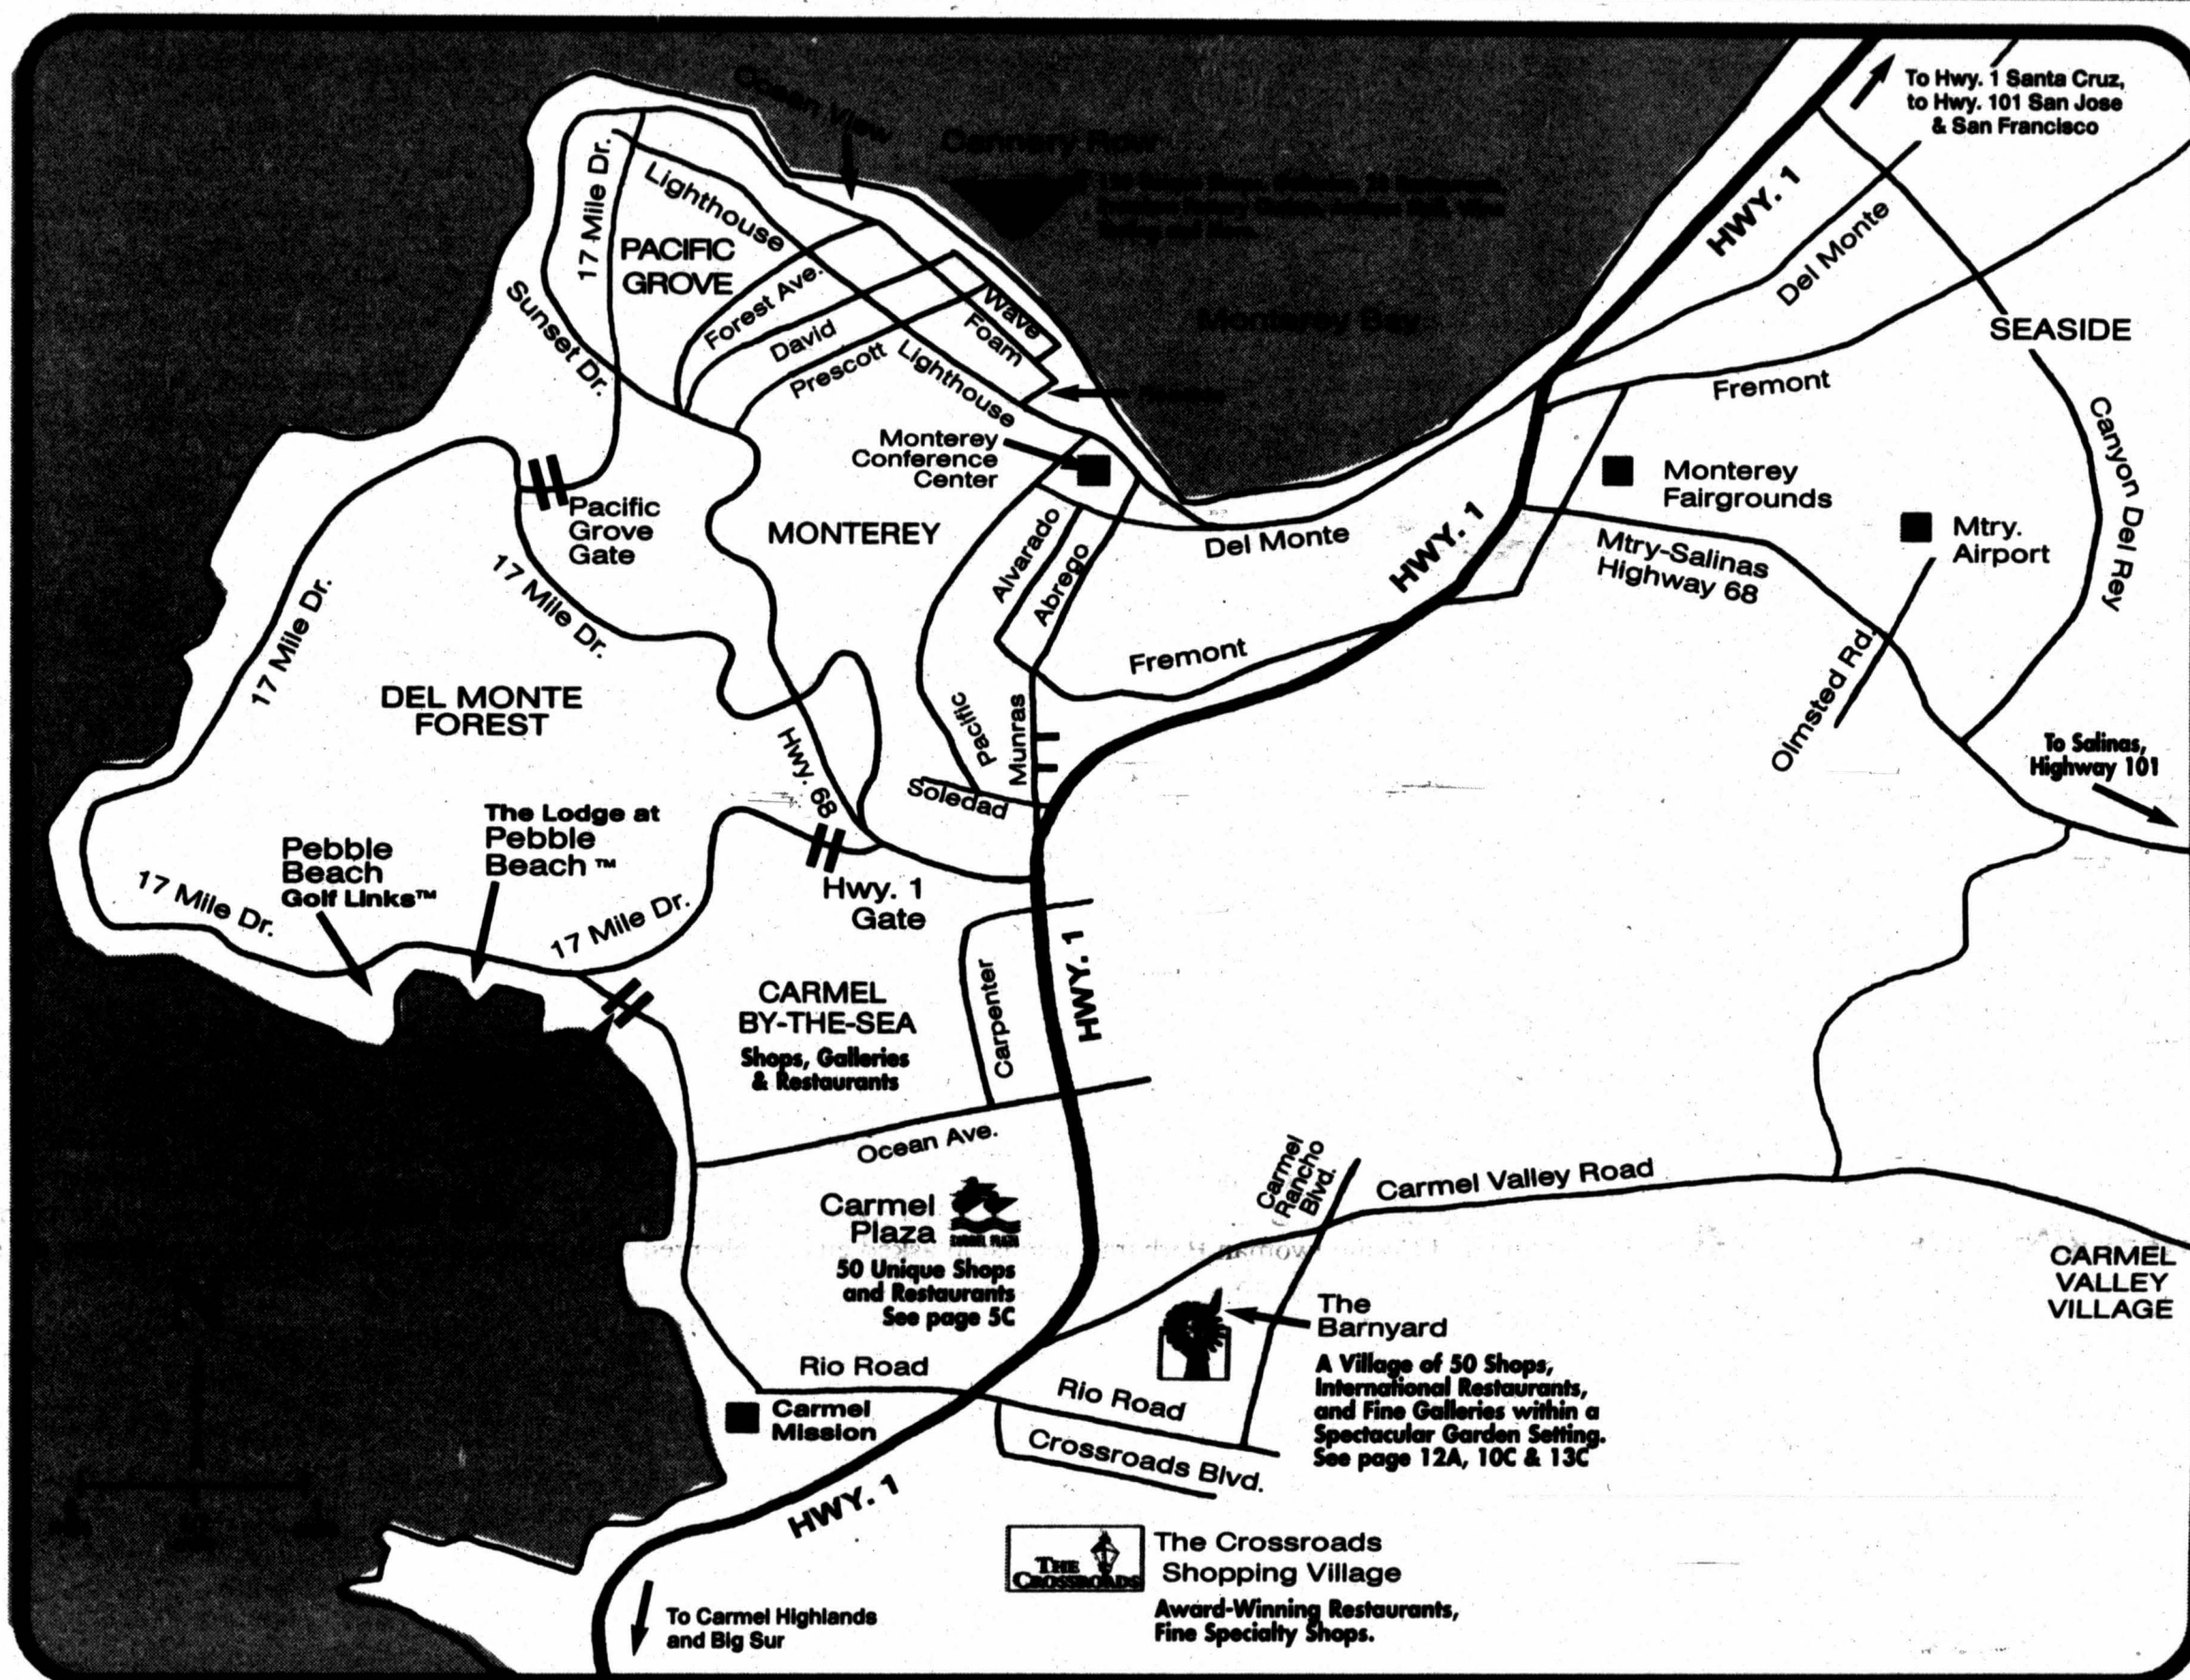 To Hwy. 1 Santa Cruz,
to Hwy. 101 San Jose
& San Francisco
Ocean View
Cannery Row
17 Mile Dr.
Lighthouse
PACIFIC
GROVE
HWY. 1
Del Monte
Sunset Dr.
Forest Ave.
David
Prescott
Lighthouse
Wave
Foam
Monterey Bay
SEASIDE
Fremont
Canyon Del Rey
Monterey
Conference
Center
Monterey
Fairgrounds
Pacific
Grove
Gate
MONTEREY
Alvarado
Abrego
Del Monte
HWY. 1
Mtry-Salinas
Highway 68
Mtry.
Airport
17 Mile Dr.
17 Mile Dr.
Fremont
Olmsted Rd.
DEL MONTE
FOREST
Pacific
Munras
Hwy. 68
Soledad
To Salinas,
Highway 101
The Lodge at
Pebble
Beach ™
Pebble
Beach
Golf Links™
17 Mile Dr.
17 Mile Dr.
Hwy. 1
Gate
CARMEL
BY-THE-SEA
Shops, Galleries
& Restaurants
Carpenter
HWY. 1
Ocean Ave.
Carmel
Rancho
Blvd.
Carmel Valley Road
Carmel
Plaza
CARMEL PLAZA
50 Unique Shops
and Restaurants
See page 5C
CARMEL
VALLEY
VILLAGE
The
Barnyard
A Village of 50 Shops,
International Restaurants,
and Fine Galleries within a
Spectacular Garden Setting.
See page 12A, 10C & 13C
Rio Road
Rio Road
Carmel
Mission
Crossroads Blvd.
HWY. 1
THE
CROSSROADS
The Crossroads
Shopping Village
Award-Winning Restaurants,
Fine Specialty Shops.
To Carmel Highlands
and Big Sur